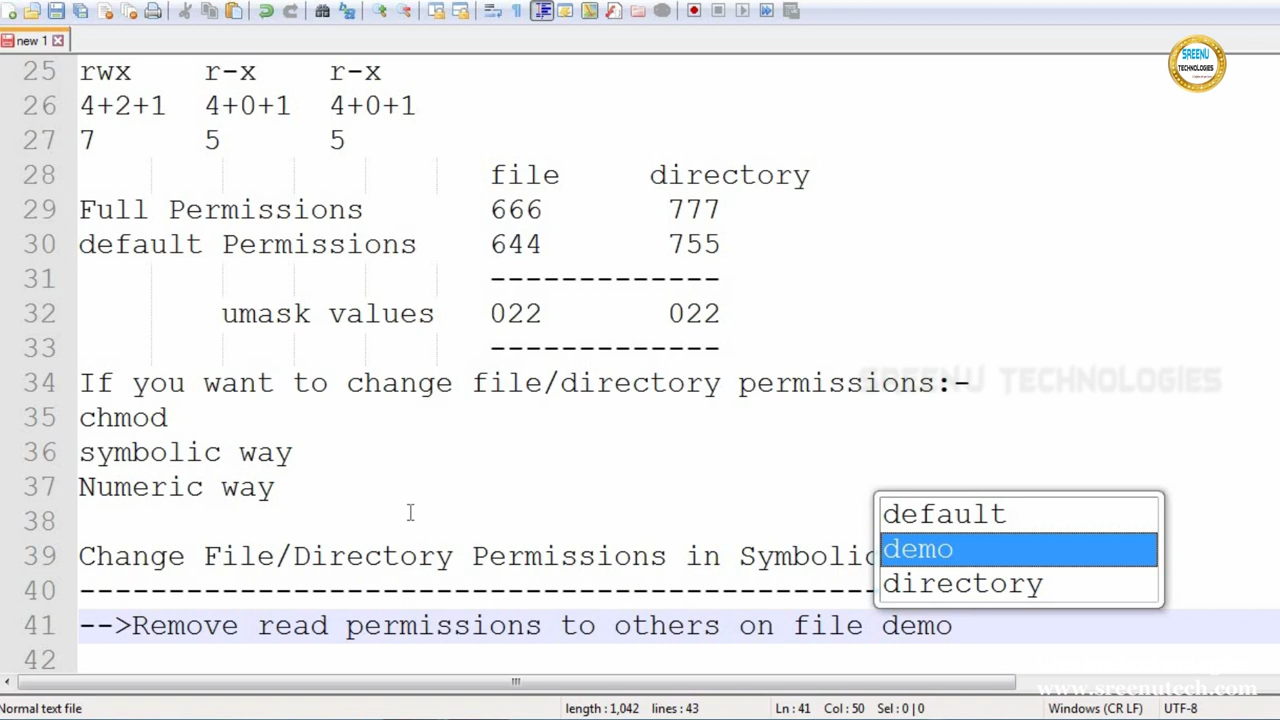 new 1
SREENU
TECHNOLOGIES
25 rwx r-x r-x
26 4+2+1 4+0+1 4+0+1
27 7 5 5
28 file directory
29 Full Permissions 666 777
30 default Permissions 644 755
31 -------------
32 umask values 022 022
33 -------------
34 If you want to change file/directory permissions:-
SREENU TECHNOLOGIES
35 chmod
36 symbolic way
37 Numeric way
38
default
demo
directory
39 Change File/Directory Permissions in Symbolic
40 ---------------------------------------------
41 -->Remove read permissions to others on file demo
42
www.sreenutech.com
Normal text file length : 1,042 lines : 43 Ln : 41 Col : 50 Sel : 0 | 0 Windows (CR LF) UTF-8